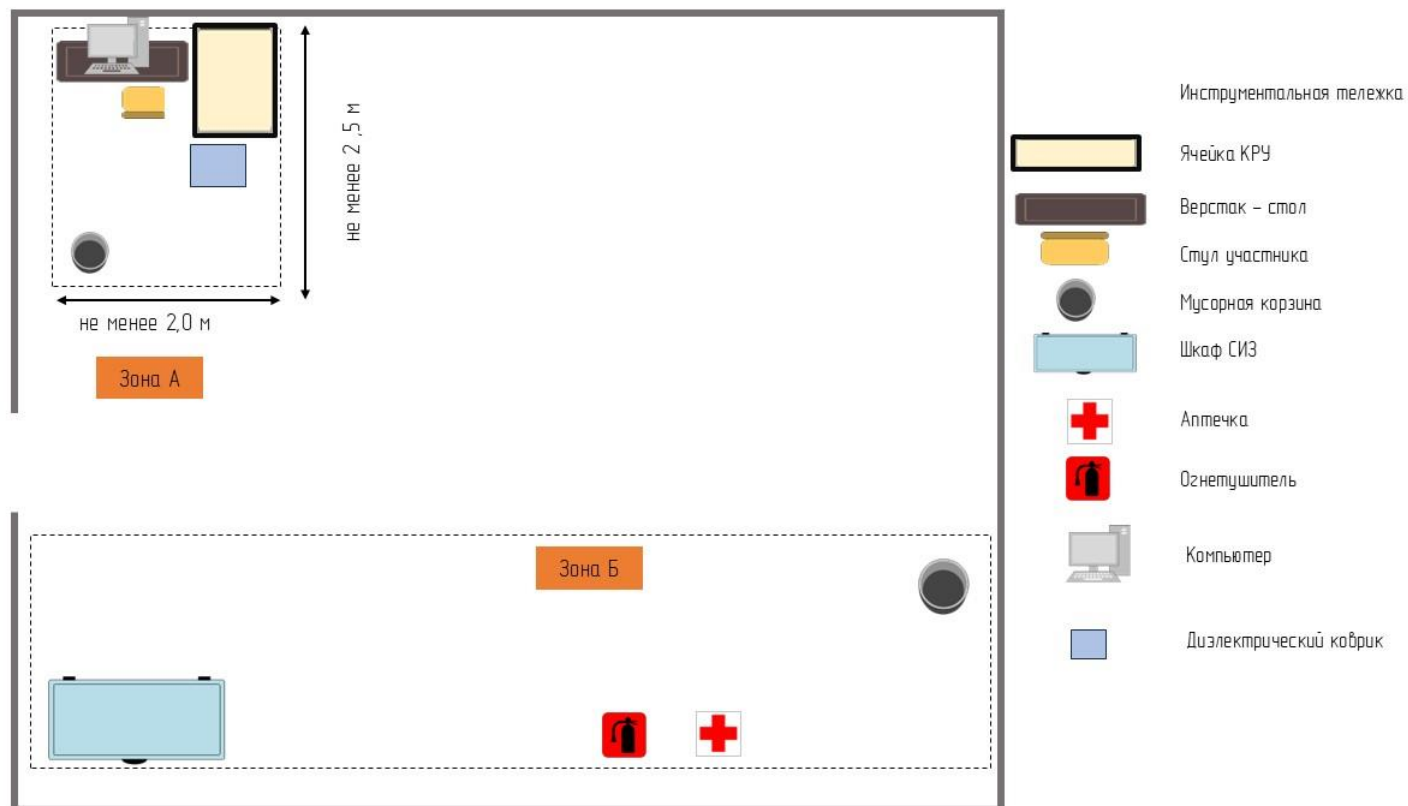 не менее 2 ,5 м
не менее 2,0 м
Зона А
Зона Б
Инструментальная тележка
Ячейка КРУ
Верстак – стол
Стул участника
Мусорная корзина
Шкаф СИЗ
Аптечка
Огнетушитель
Компьютер
Диэлектрический коврик